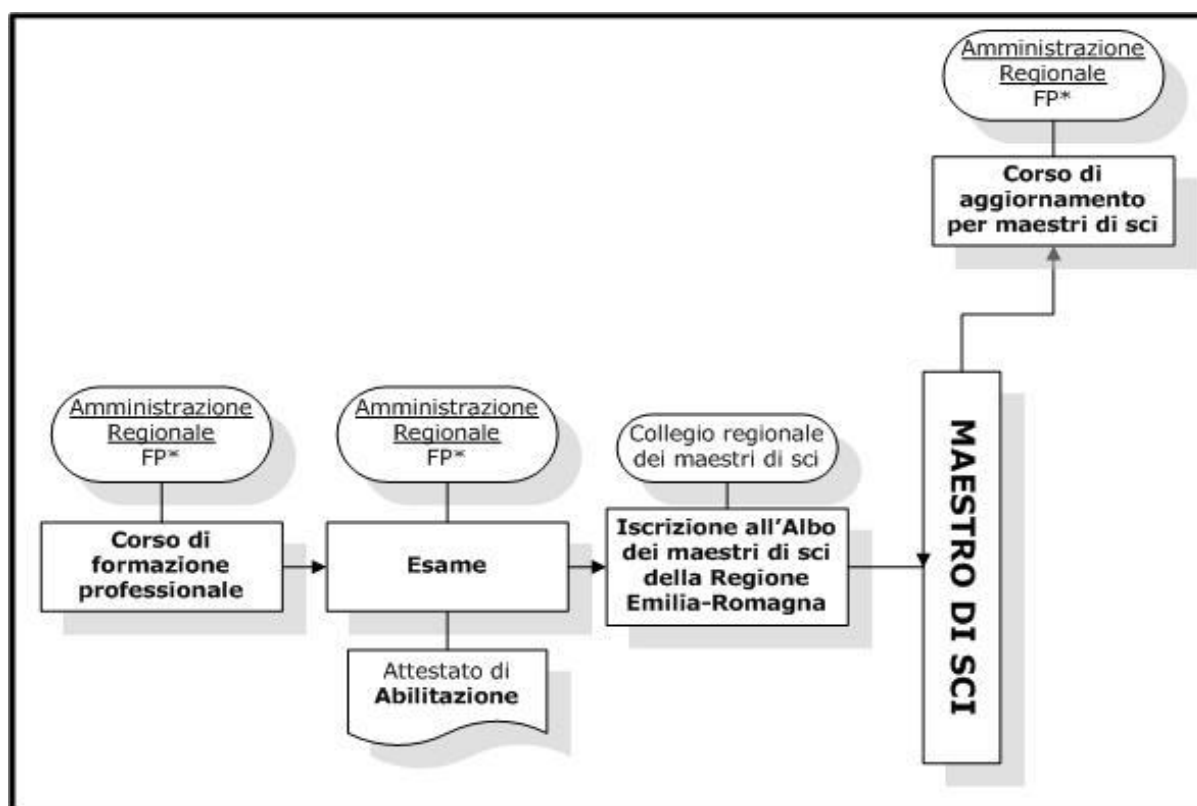 Amministrazione
Regionale
FP*
Corso di
aggiornamento
per maestri di sci
Amministrazione
Regionale
FP*
Corso di
formazione
professionale
Amministrazione
Regionale
FP*
Esame
Attestato di
Abilitazione
Collegio regionale
dei maestri di sci
Iscrizione all’Albo
dei maestri di sci
della Regione
Emilia-Romagna
MAESTRO DI SCI